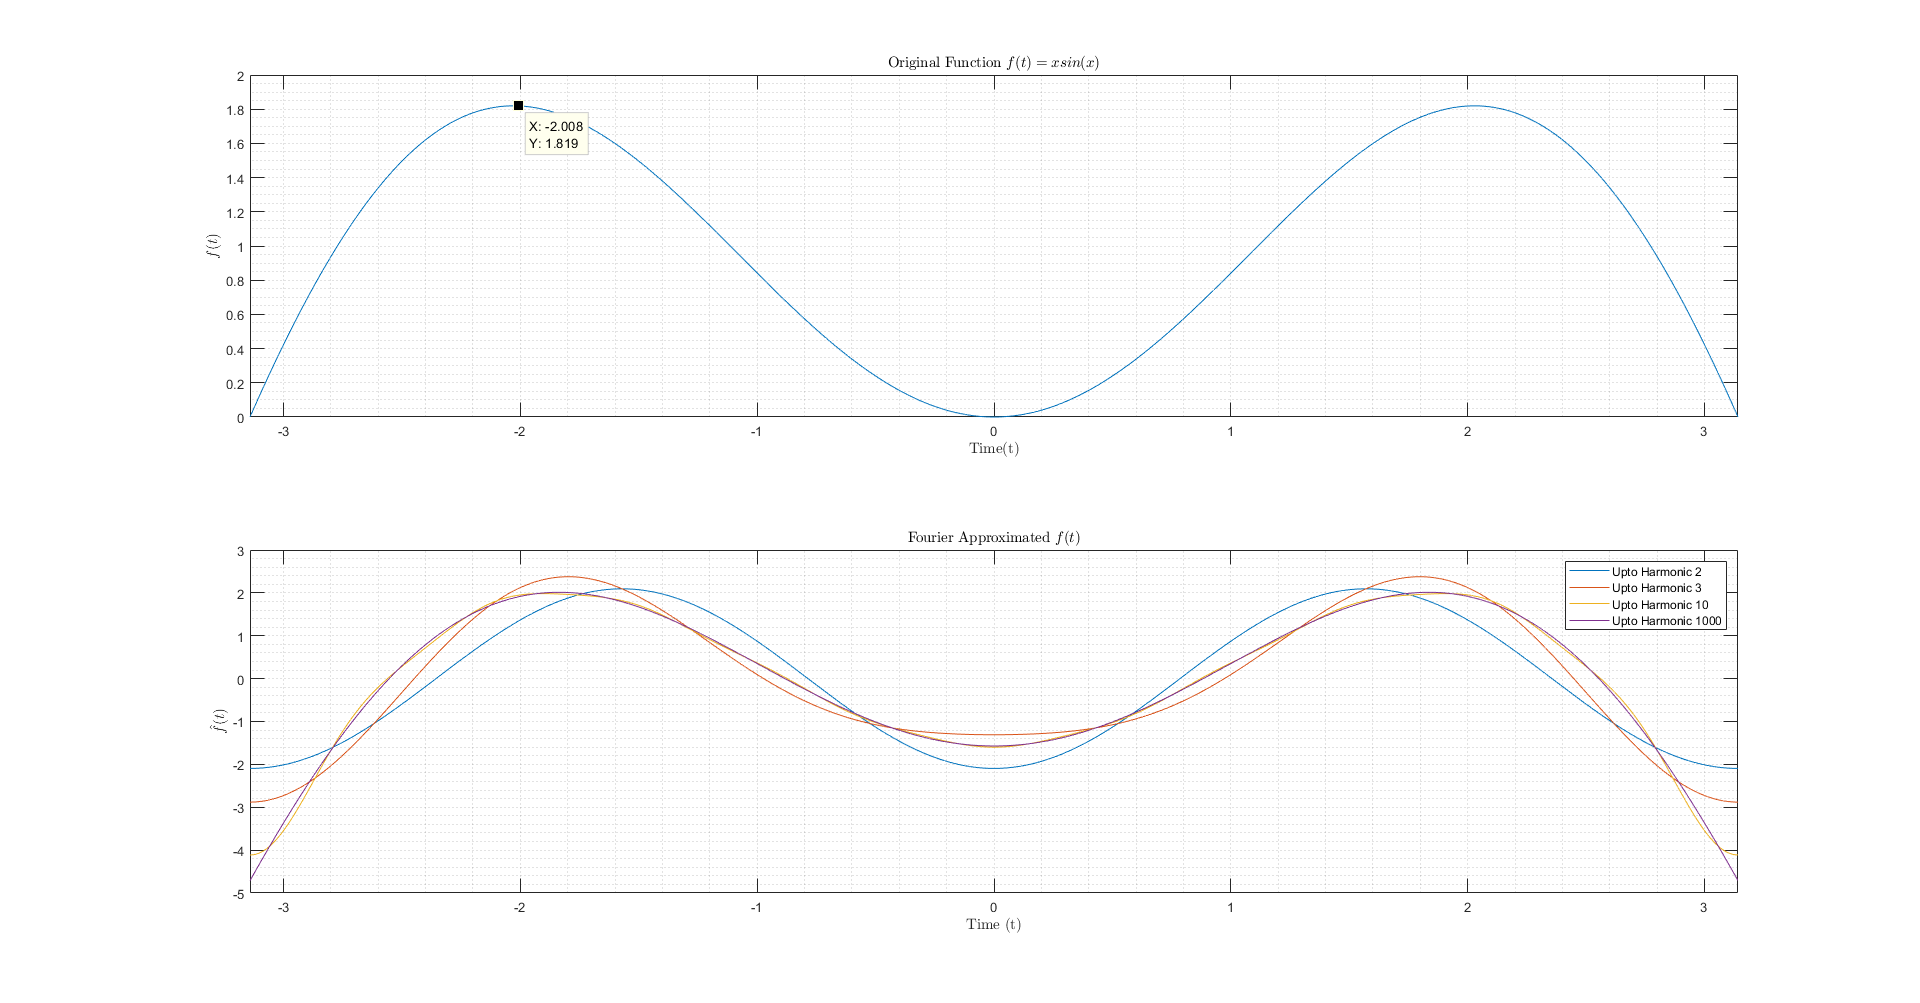 Original Function f(t) = xsin(x)
2
1.8
1.6
1.4
1.2
1
0.8
0.6
0.4
0.2
0
f(t)
X: -2.008
Y: 1.819
-3 -2 -1 0 1 2 3
Time(t)
Fourier Approximated f(t)
3
2
1
0
-1
-2
-3
-4
-5
f̂(t)
Upto Harmonic 2
Upto Harmonic 3
Upto Harmonic 10
Upto Harmonic 1000
-3 -2 -1 0 1 2 3
Time (t)